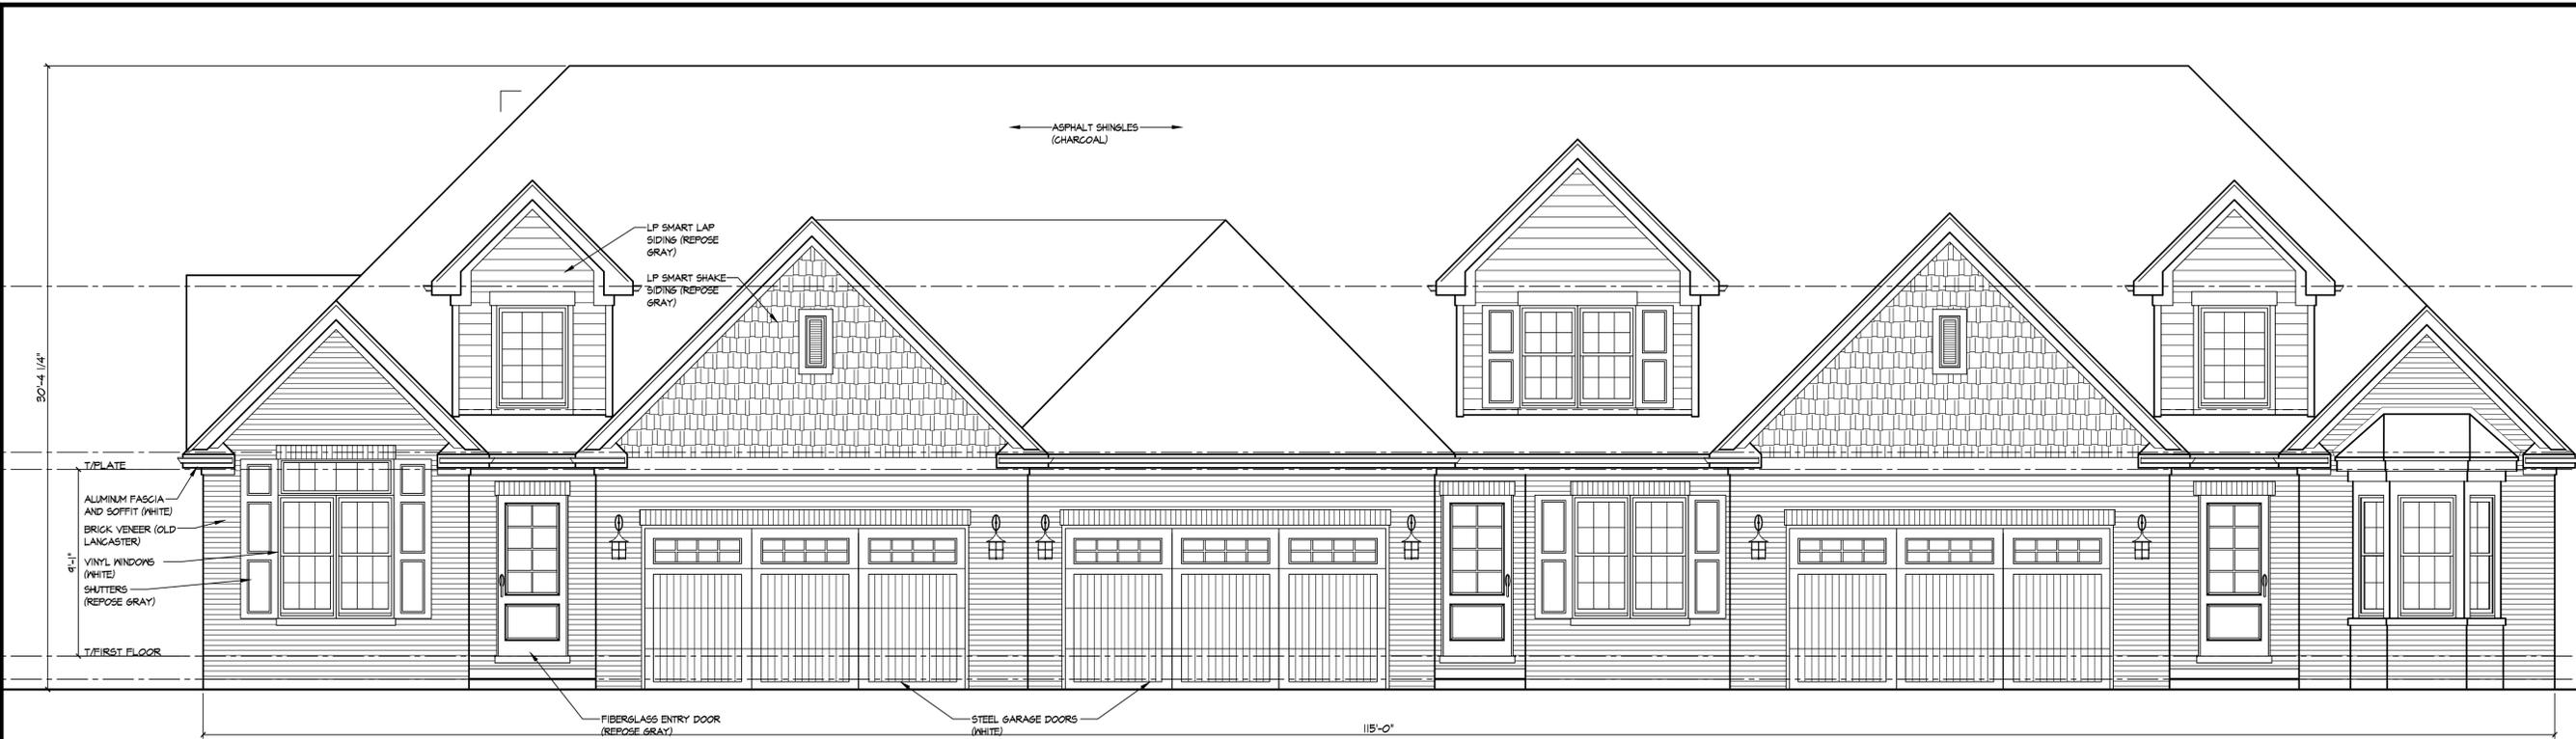 ASPHALT SHINGLES
(CHARCOAL)
LP SMART LAP
SIDING (REPOSE
GRAY)
LP SMART SHAKE
SIDING (REPOSE
GRAY)
30'-4 1/4"
T/PLATE
ALUMINUM FASCIA
AND SOFFIT (WHITE)
BRICK VENEER (OLD
LANCASTER)
9'-1"
VINYL WINDOWS
(WHITE)
SHUTTERS
(REPOSE GRAY)
T/FIRST FLOOR
FIBERGLASS ENTRY DOOR
(REPOSE GRAY)
STEEL GARAGE DOORS
(WHITE)
115'-0"